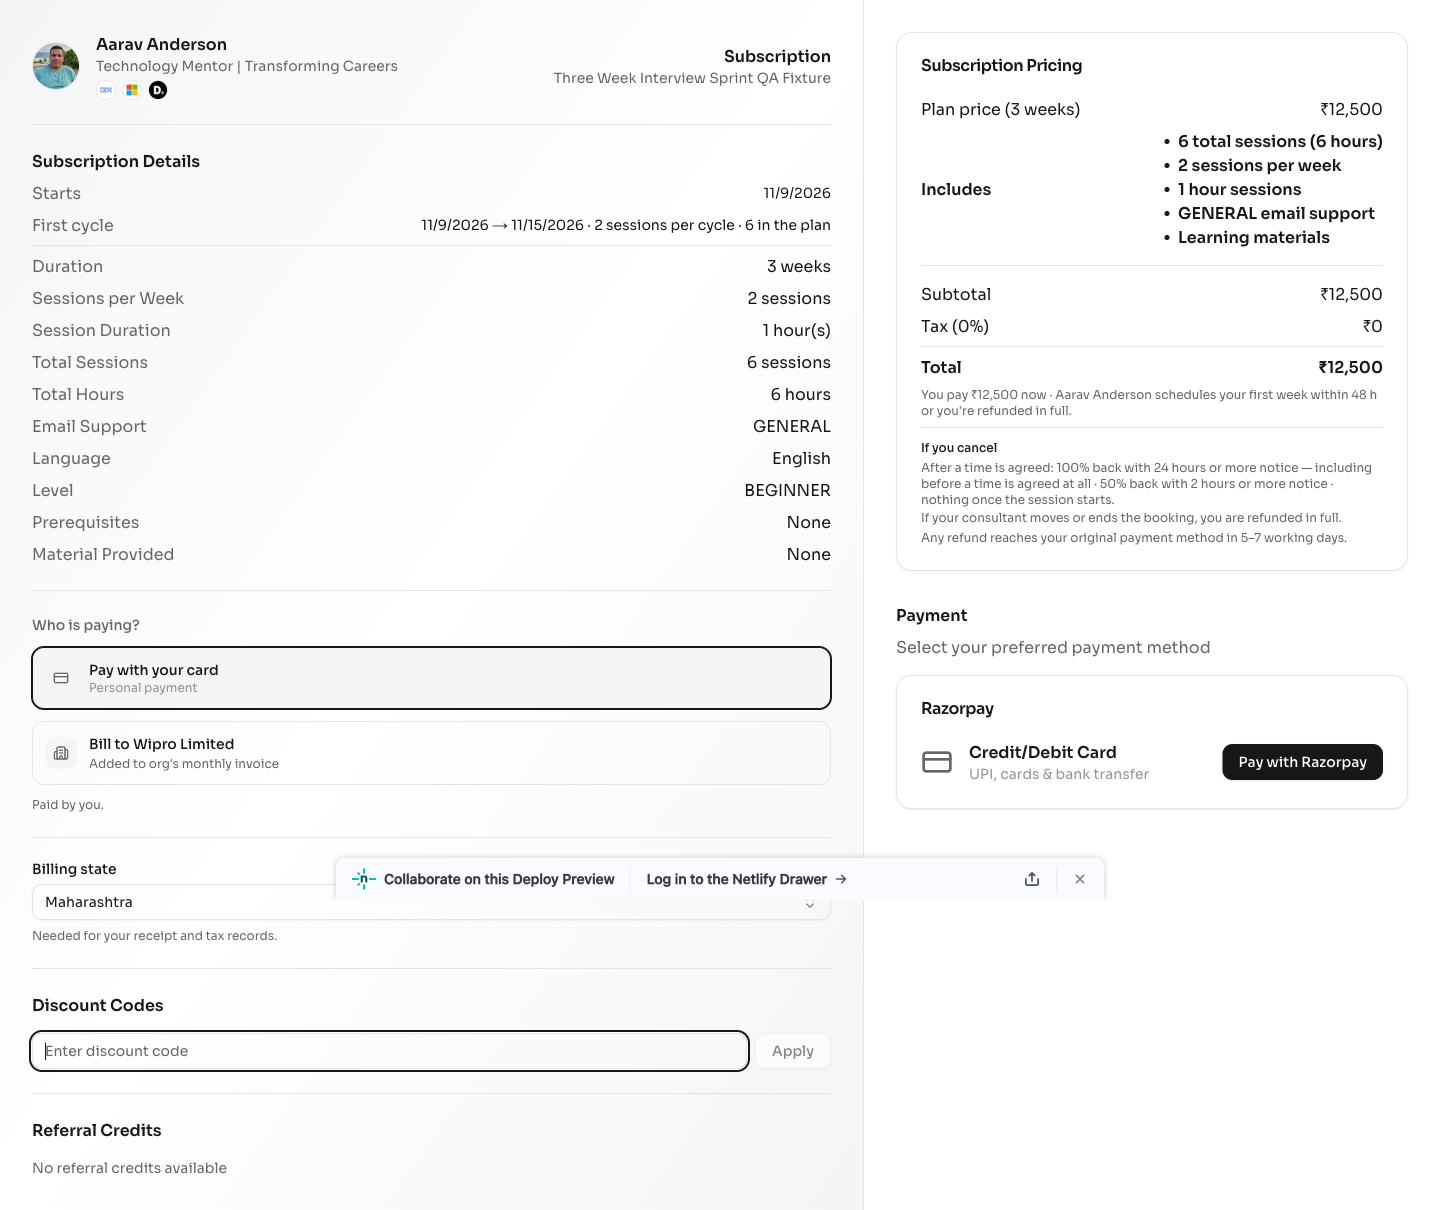 Aarav Anderson
Technology Mentor | Transforming Careers
IBM
D.
Subscription
Three Week Interview Sprint QA Fixture
Subscription Details
Starts 11/9/2026
First cycle 11/9/2026 → 11/15/2026 · 2 sessions per cycle · 6 in the plan
Duration 3 weeks
Sessions per Week 2 sessions
Session Duration 1 hour(s)
Total Sessions 6 sessions
Total Hours 6 hours
Email Support GENERAL
Language English
Level BEGINNER
Prerequisites None
Material Provided None
Who is paying?
Pay with your card
Personal payment
Bill to Wipro Limited
Added to org's monthly invoice
Paid by you.
Billing state
Maharashtra
Needed for your receipt and tax records.
Discount Codes
Enter discount code
Apply
Referral Credits
No referral credits available
Subscription Pricing
Plan price (3 weeks) ₹12,500
Includes
• 6 total sessions (6 hours)
• 2 sessions per week
• 1 hour sessions
• GENERAL email support
• Learning materials
Subtotal ₹12,500
Tax (0%) ₹0
Total ₹12,500
You pay ₹12,500 now · Aarav Anderson schedules your first week within 48 h
or you're refunded in full.
If you cancel
After a time is agreed: 100% back with 24 hours or more notice — including
before a time is agreed at all · 50% back with 2 hours or more notice ·
nothing once the session starts.
If your consultant moves or ends the booking, you are refunded in full.
Any refund reaches your original payment method in 5–7 working days.
Payment
Select your preferred payment method
Razorpay
Credit/Debit Card
UPI, cards & bank transfer
Pay with Razorpay
Collaborate on this Deploy Preview
Log in to the Netlify Drawer →